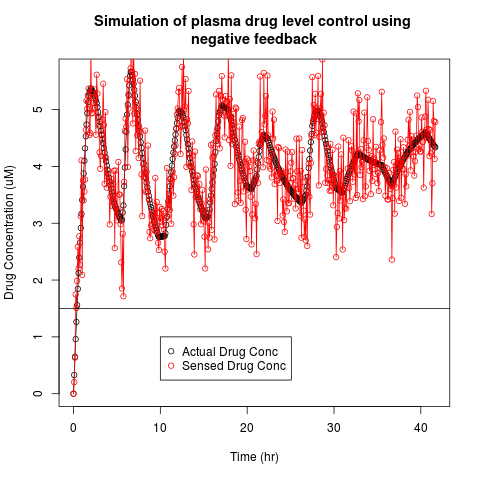 Simulation of plasma drug level control using
negative feedback
Drug Concentration (uM)
5
4
3
2
1
0
Actual Drug Conc
Sensed Drug Conc
0 10 20 30 40
Time (hr)